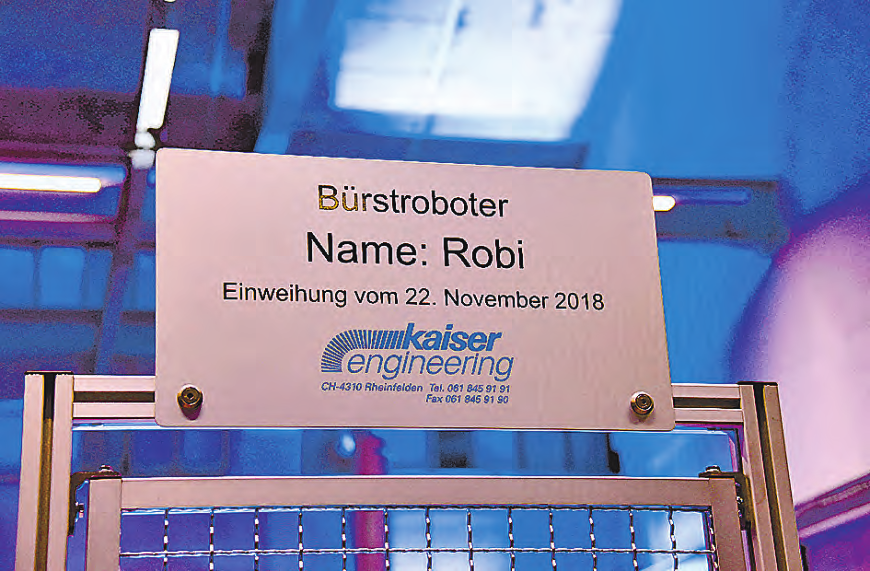 Bürstroboter
Name: Robi
Einweihung vom 22. November 2018
kaiser
engineering
CH-4310 Rheinfelden Tel. 061 845 91 91
Fax 061 845 91 90